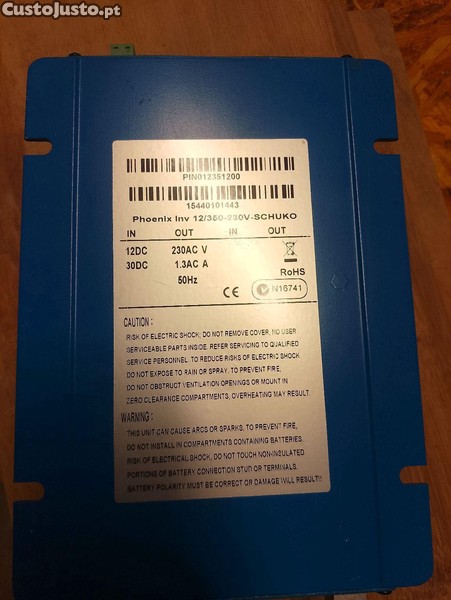 CustoJusto.pt
PIN012351200
15440101443
Phoenix Inv 12/350-230V-SCHUKO
IN OUT IN OUT
12DC 230AC V
30DC 1.3AC A
50Hz
RoHS
CE N16741
CAUTION :
RISK OF ELECTRIC SHOCK, DO NOT REMOVE COVER, NO USER
SERVICEABLE PARTS INSIDE. REFER SERVICING TO QUALIFIED
SERVICE PERSONNEL. TO REDUCE RISKS OF ELECTRIC SHOCK
DO NOT EXPOSE TO RAIN OR SPRAY, TO PREVENT FIRE,
DO NOT OBSTRUCT VENTILATION OPENINGS OR MOUNT IN
ZERO CLEARANCE COMPARTMENTS, OVERHEATING MAY RESULT.
WARNING :
THIS UNIT CAN CAUSE ARCS OR SPARKS, TO PREVENT FIRE,
DO NOT INSTALL IN COMPARTMENTS CONTAINING BATTERIES.
RISK OF ELECTRICAL SHOCK, DO NOT TOUCH NON-INSULATED
PORTIONS OF BATTERY CONNECTION STUD OR TERMINALS.
BATTERY POLARITY MUST BE CORRECT OR DAMAGE WILL RESULT!